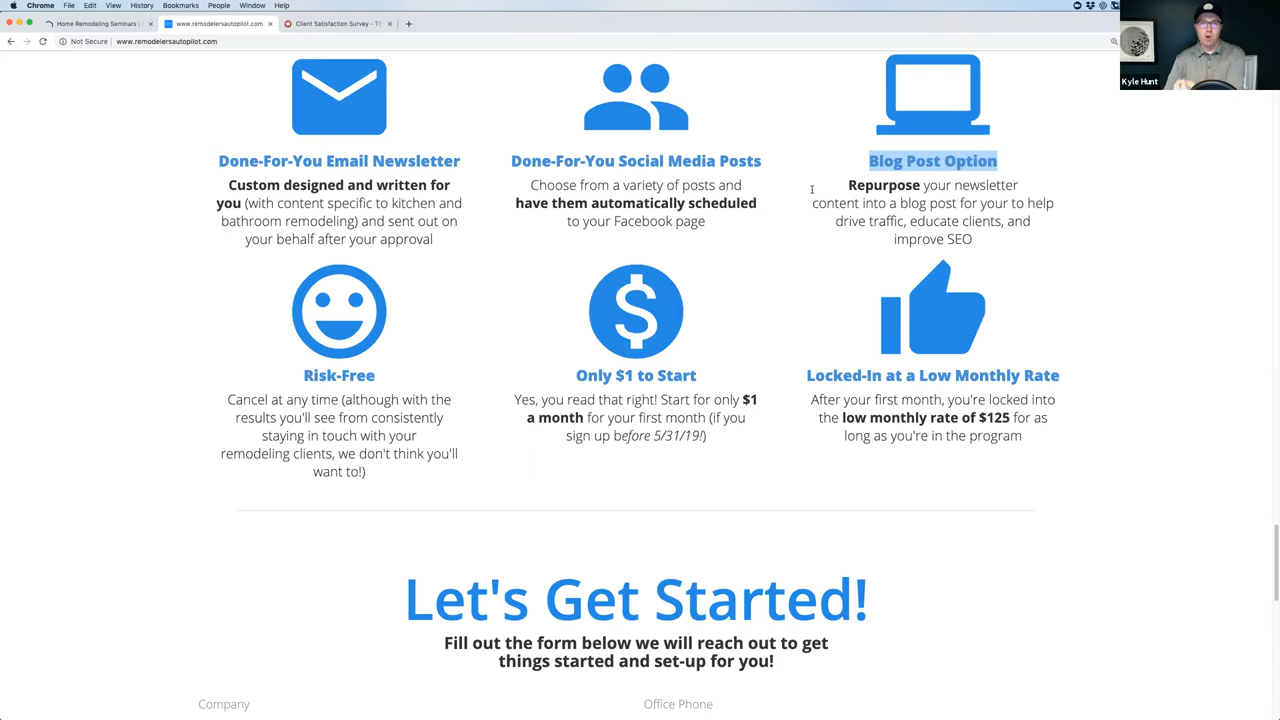 Chrome File Edit View History Bookmarks People Window Help
Home Remodeling Seminars |
www.remodelersautopilot.com
Client Satisfaction Survey - TS
Not Secure www.remodelersautopilot.com
Kyle Hunt
Done-For-You Email Newsletter
Custom designed and written for
you (with content specific to kitchen and
bathroom remodeling) and sent out on
your behalf after your approval
Done-For-You Social Media Posts
Choose from a variety of posts and
have them automatically scheduled
to your Facebook page
Blog Post Option
Repurpose your newsletter
content into a blog post for your to help
drive traffic, educate clients, and
improve SEO
Risk-Free
Cancel at any time (although with the
results you'll see from consistently
staying in touch with your
remodeling clients, we don't think you'll
want to!)
$
Only $1 to Start
Yes, you read that right! Start for only $1
a month for your first month (if you
sign up before 5/31/19!)
Locked-In at a Low Monthly Rate
After your first month, you're locked into
the low monthly rate of $125 for as
long as you're in the program
Let's Get Started!
Fill out the form below we will reach out to get
things started and set-up for you!
Company
Office Phone